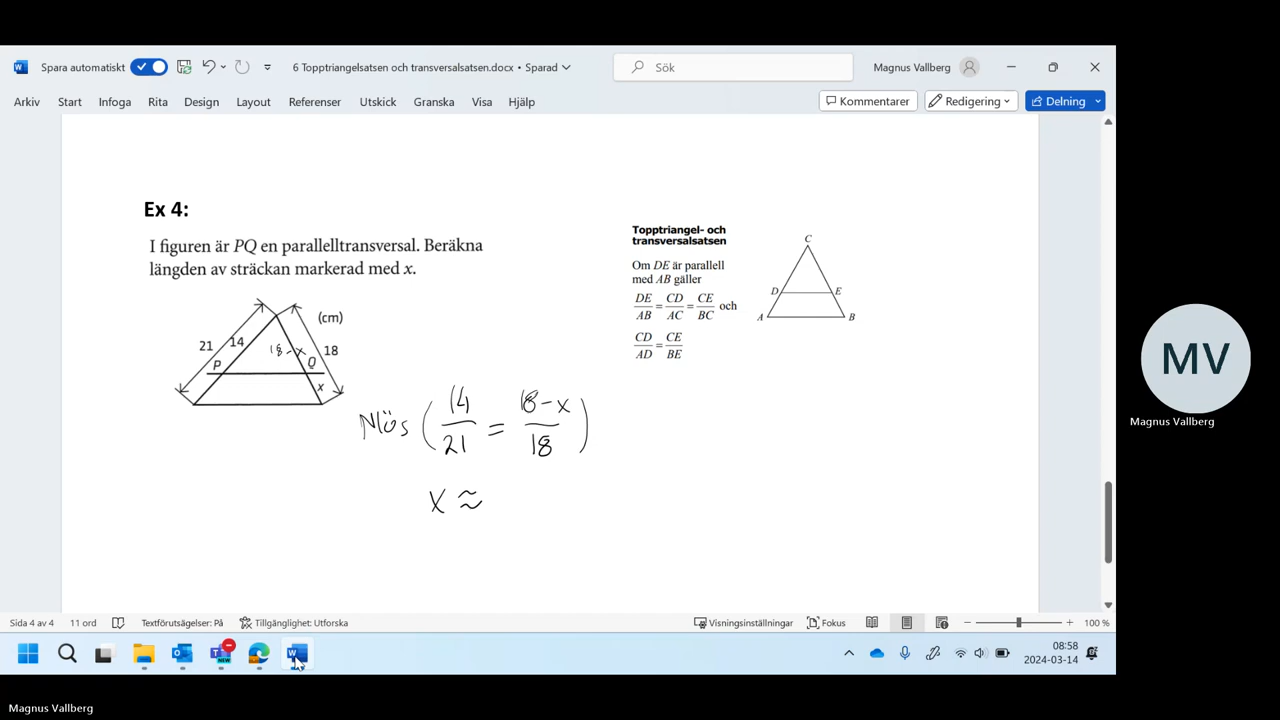 Spara automatiskt
6 Topptriangelsatsen och transversalsatsen.docx • Sparad
Sök
Magnus Vallberg
Arkiv Start Infoga Rita Design Layout Referenser Utskick Granska Visa Hjälp
Kommentarer Redigering Delning
Ex 4:
I figuren är PQ en parallelltransversal. Beräkna
längden av sträckan markerad med x.
(cm)
21 14 18-x 18
P Q
x
Topptriangel- och
transversalsatsen
Om DE är parallell
med AB gäller
DE/AB = CD/AC = CE/BC och
CD/AD = CE/BE
C
D E
A B
Nlös (14/21 = 18-x/18)
x ≈
MV
Magnus Vallberg
Sida 4 av 4 11 ord Textförutsägelser: På Tillgänglighet: Utforska Visningsinställningar Fokus 100 %
NEW
08:58
2024-03-14
Magnus Vallberg